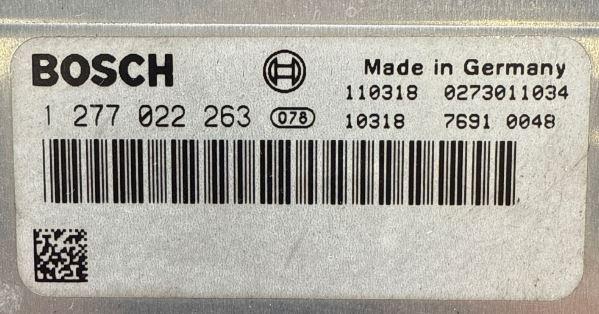 BOSCH Made in Germany
110318 0273011034
1 277 022 263 078 10318 7691 0048